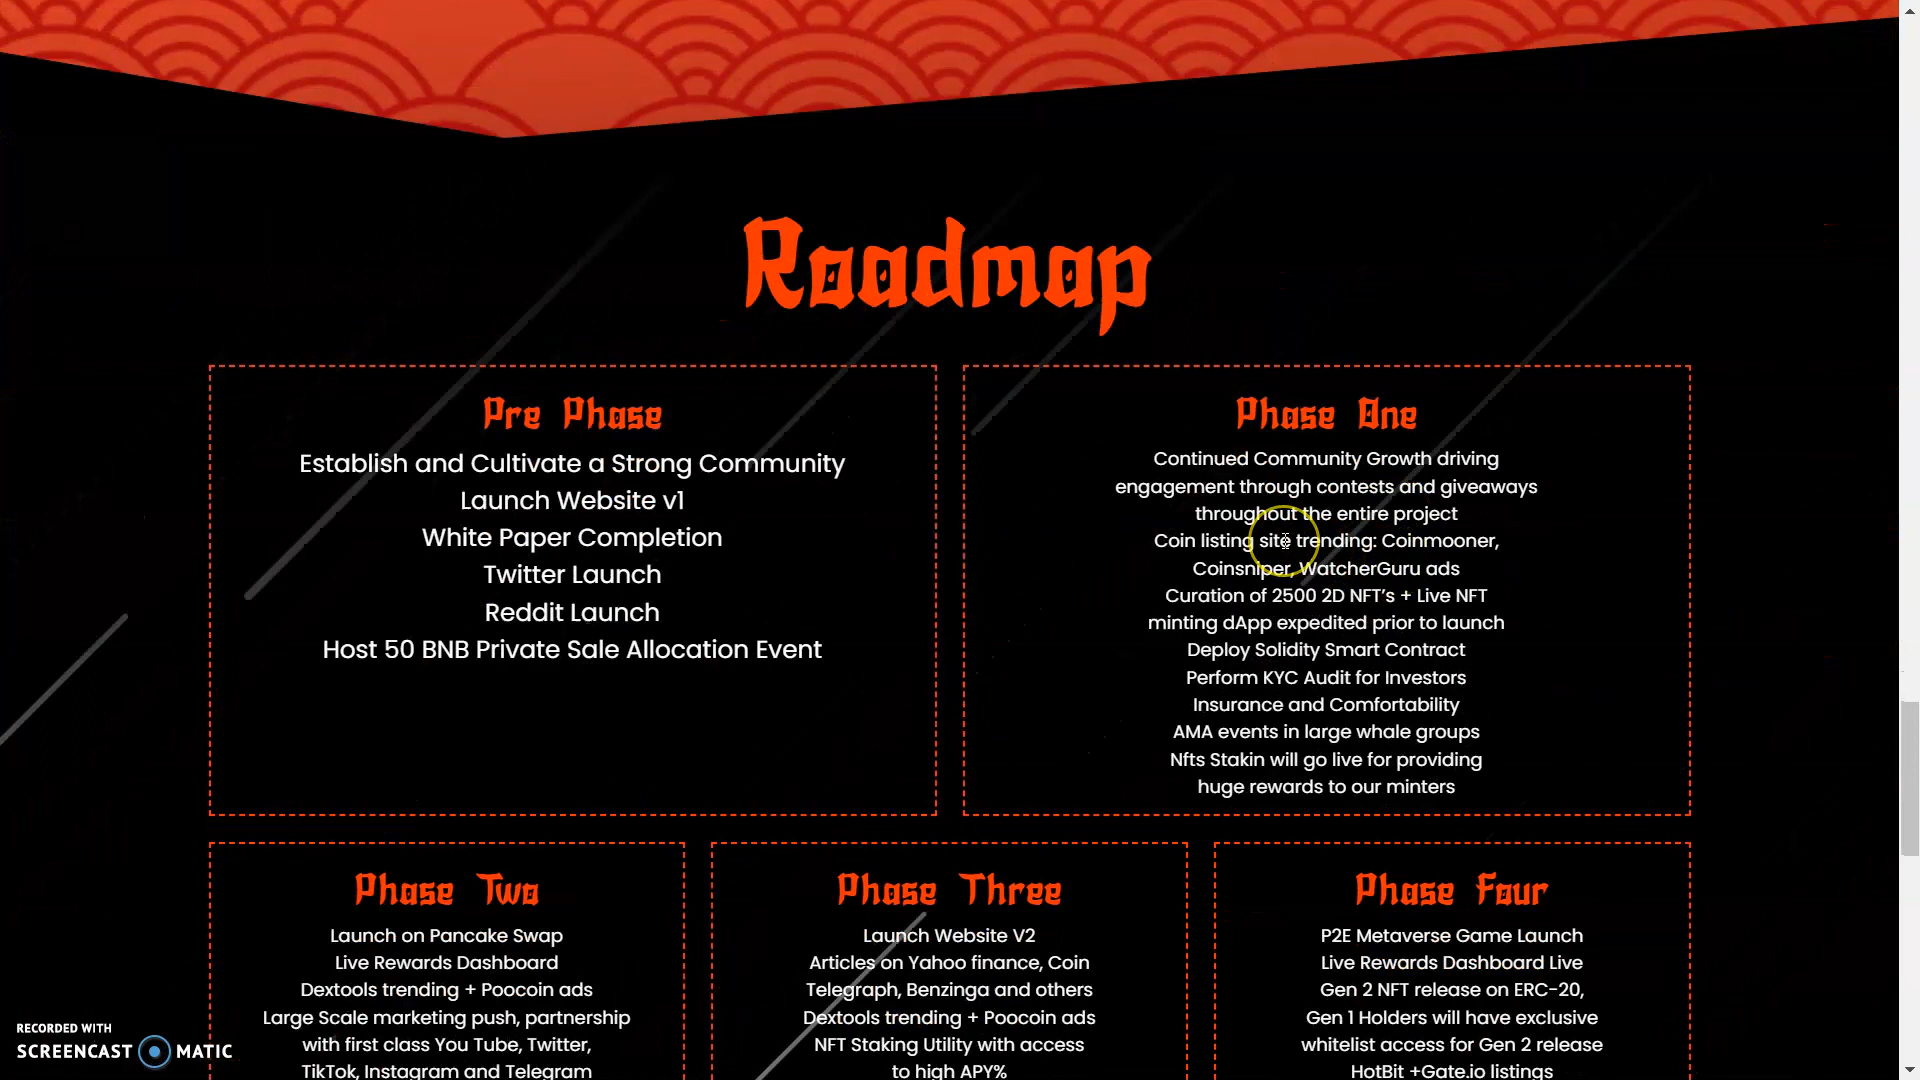 Roadmap
Pre Phase
Establish and Cultivate a Strong Community
Launch Website v1
White Paper Completion
Twitter Launch
Reddit Launch
Host 50 BNB Private Sale Allocation Event
Phase One
Continued Community Growth driving
engagement through contests and giveaways
throughout the entire project
Coin listing site trending: Coinmooner,
Coinsniper, WatcherGuru ads
Curation of 2500 2D NFT's + Live NFT
minting dApp expedited prior to launch
Deploy Solidity Smart Contract
Perform KYC Audit for Investors
Insurance and Comfortability
AMA events in large whale groups
Nfts Stakin will go live for providing
huge rewards to our minters
Phase Two
Launch on Pancake Swap
Live Rewards Dashboard
Dextools trending + Poocoin ads
Large Scale marketing push, partnership
with first class You Tube, Twitter,
TikTok, Instagram and Telegram
Phase Three
Launch Website V2
Articles on Yahoo finance, Coin
Telegraph, Benzinga and others
Dextools trending + Poocoin ads
NFT Staking Utility with access
to high APY%
Phase Four
P2E Metaverse Game Launch
Live Rewards Dashboard Live
Gen 2 NFT release on ERC-20,
Gen 1 Holders will have exclusive
whitelist access for Gen 2 release
HotBit +Gate.io listings
RECORDED WITH
SCREENCAST MATIC